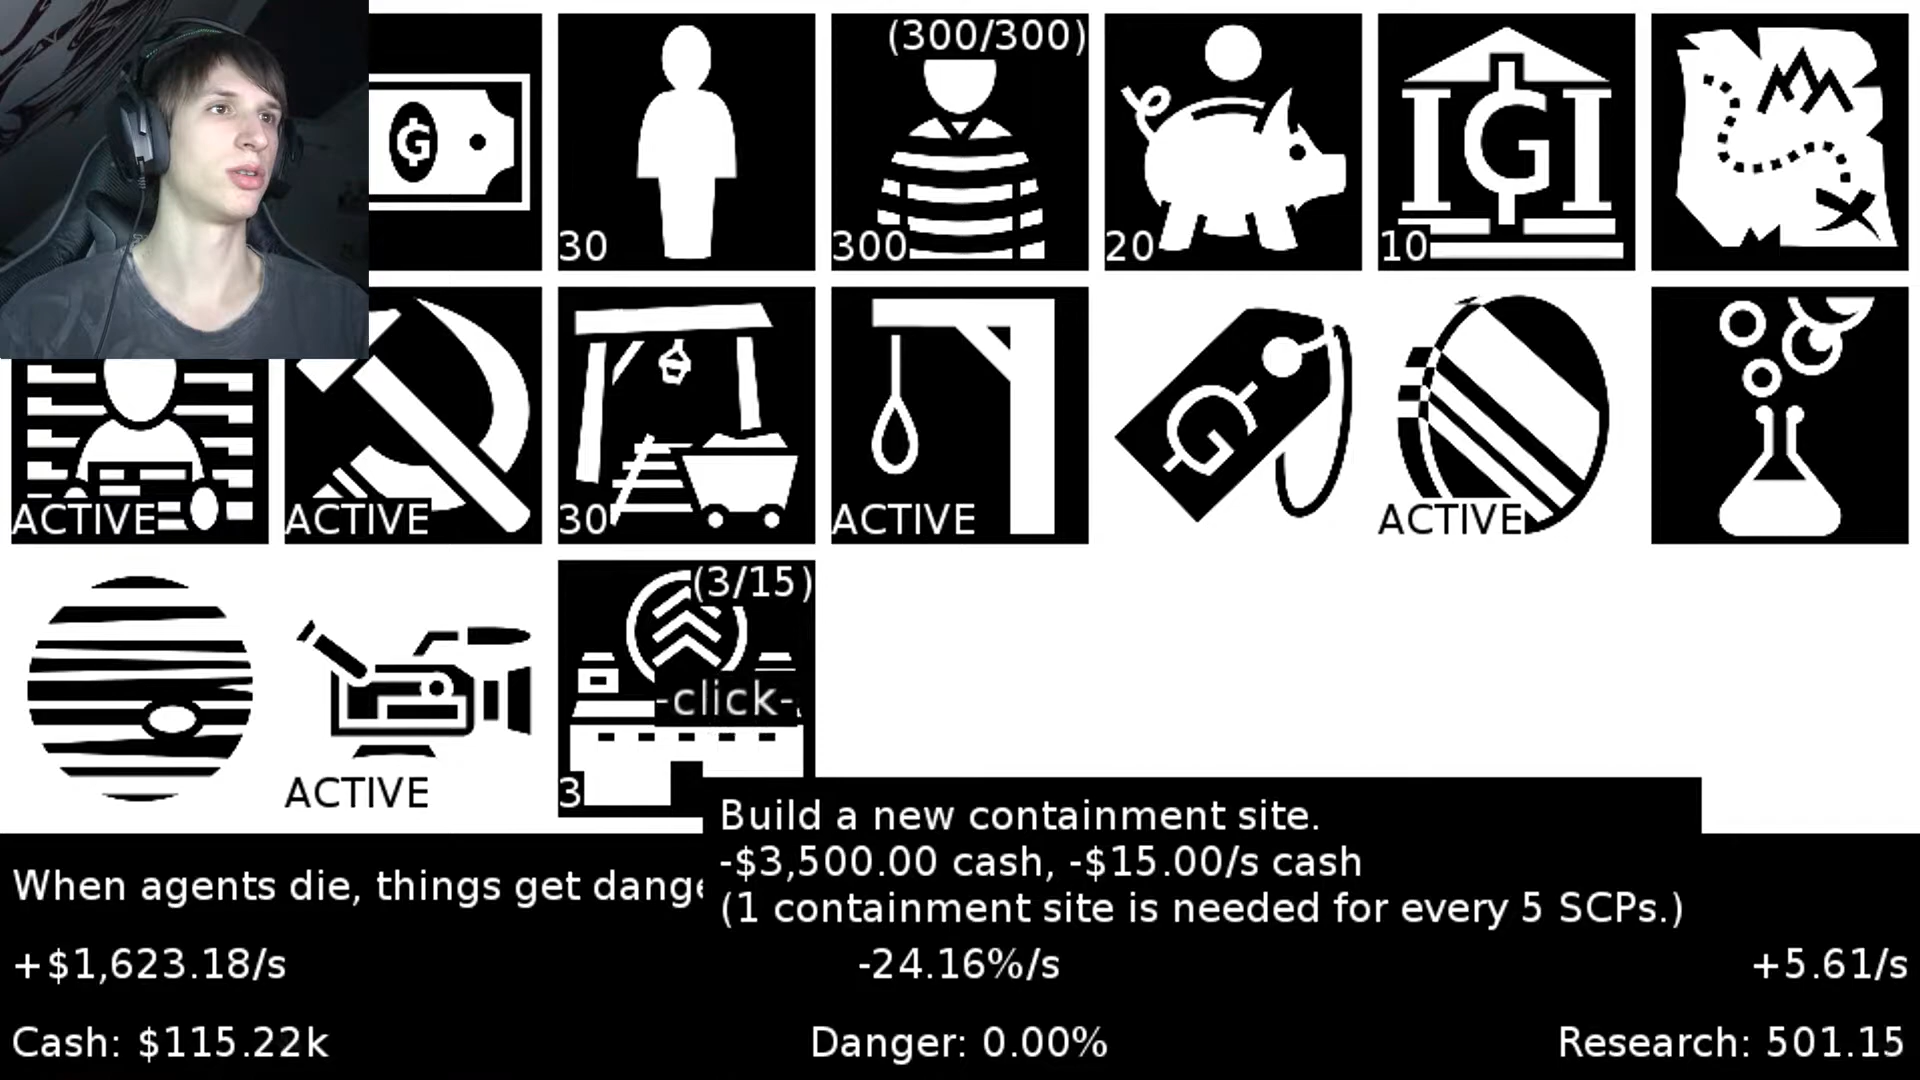 (300/300)
30
300
20
10
ACTIVE
ACTIVE
30
ACTIVE
ACTIVE
(3/15)
-click-
ACTIVE
3
Build a new containment site.
-$3,500.00 cash, -$15.00/s cash
(1 containment site is needed for every 5 SCPs.)
When agents die, things get dange
+$1,623.18/s
-24.16%/s
+5.61/s
Cash: $115.22k
Danger: 0.00%
Research: 501.15